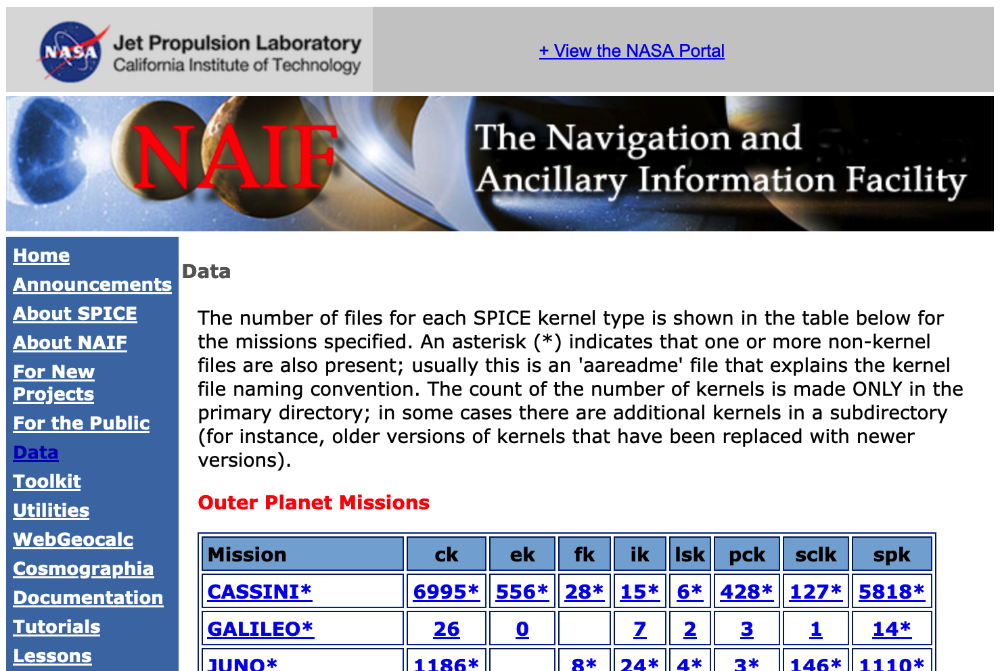 NASA
Jet Propulsion Laboratory
California Institute of Technology
+ View the NASA Portal
NAIF
The Navigation and
Ancillary Information Facility
Home
Announcements
About SPICE
About NAIF
For New
Projects
For the Public
Data
Toolkit
Utilities
WebGeocalc
Cosmographia
Documentation
Tutorials
Lessons
Data
The number of files for each SPICE kernel type is shown in the table below for
the missions specified. An asterisk (*) indicates that one or more non-kernel
files are also present; usually this is an 'aareadme' file that explains the kernel
file naming convention. The count of the number of kernels is made ONLY in the
primary directory; in some cases there are additional kernels in a subdirectory
(for instance, older versions of kernels that have been replaced with newer
versions).
Outer Planet Missions
Mission ck ek fk ik lsk pck sclk spk
CASSINI* 6995* 556* 28* 15* 6* 428* 127* 5818*
GALILEO* 26 0 7 2 3 1 14*
JUNO* 1186* 8* 24* 4* 3* 146* 1110*